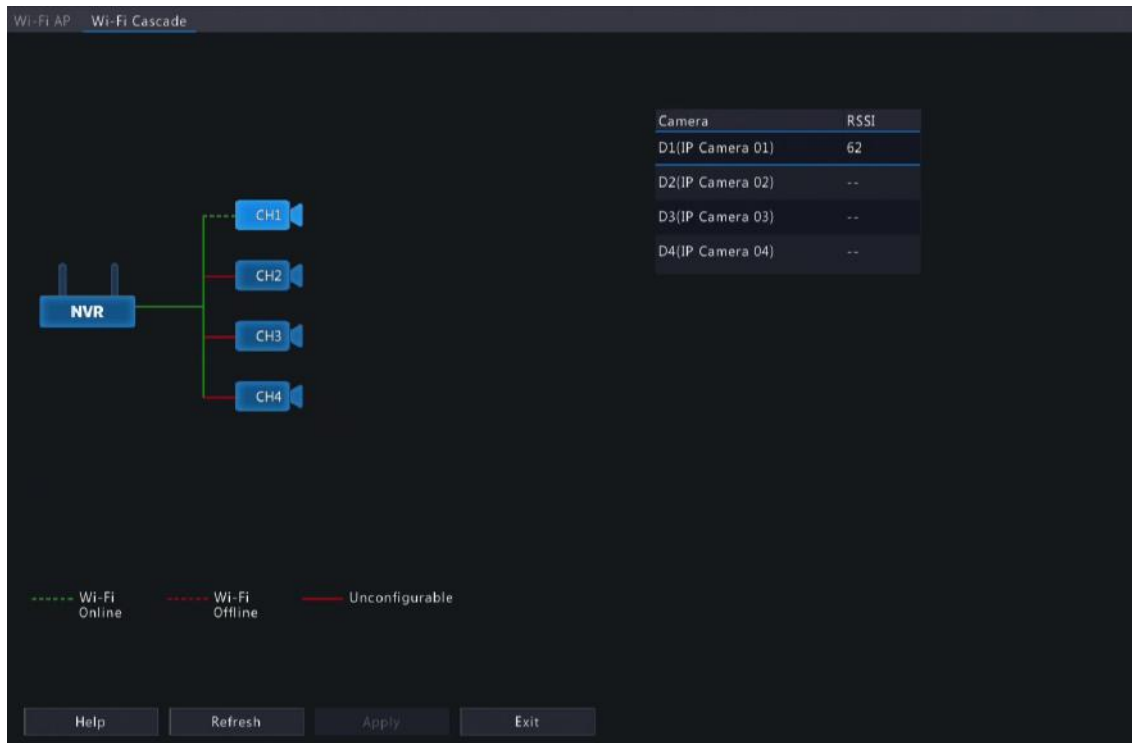 Wi-Fi AP Wi-Fi Cascade
Camera RSSI
D1(IP Camera 01) 62
D2(IP Camera 02) --
D3(IP Camera 03) --
D4(IP Camera 04) --
CH1
CH2
NVR
CH3
CH4
Wi-Fi Online
Wi-Fi Offline
Unconfigurable
Help Refresh Apply Exit